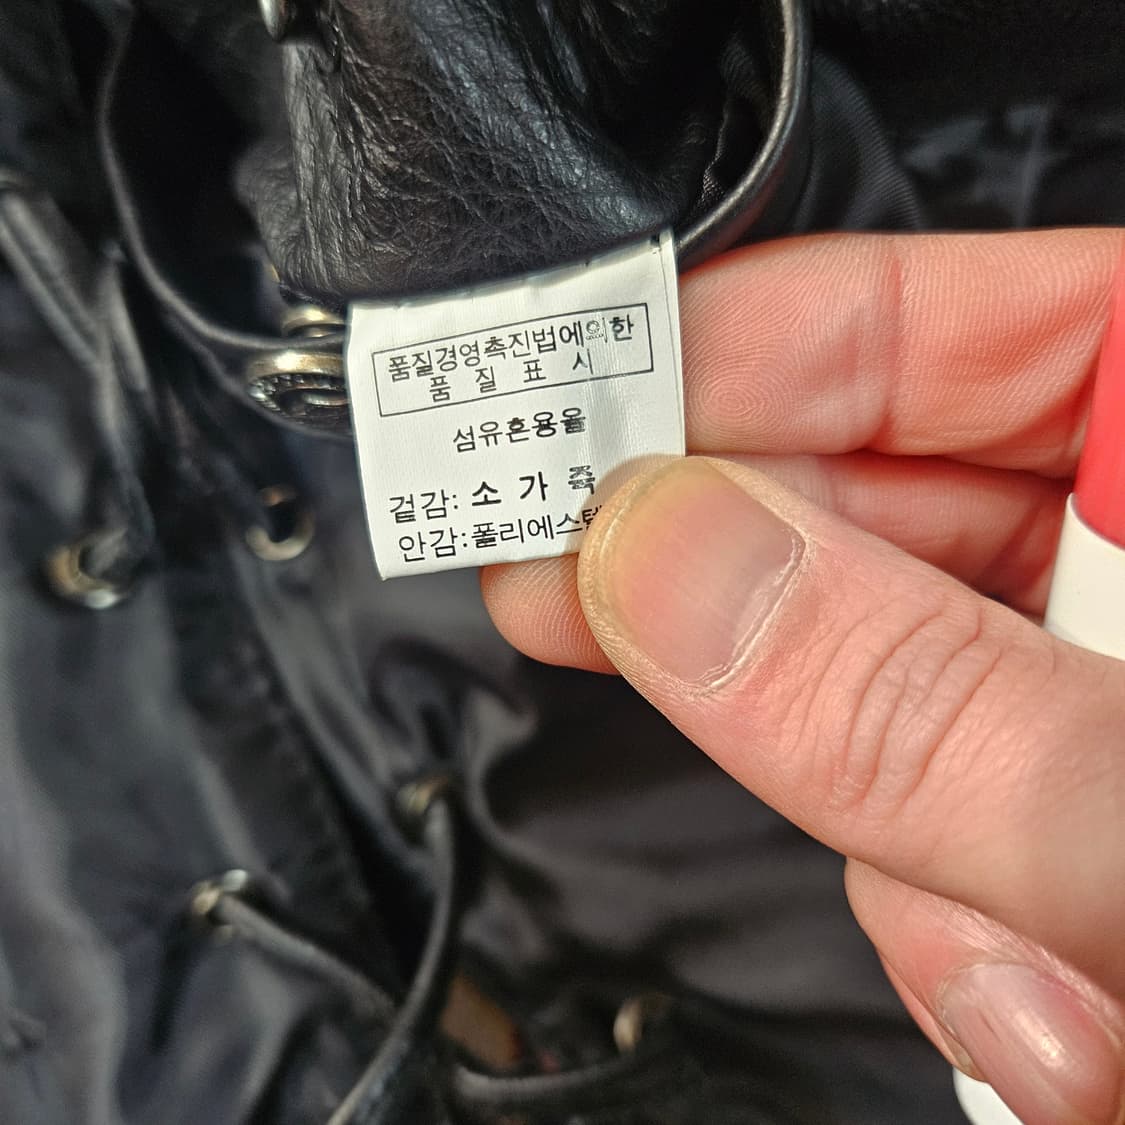 품질경영촉진법에의한
품 질 표 시
섬유혼용율
겉감: 소 가 죽
안감:폴리에스텔